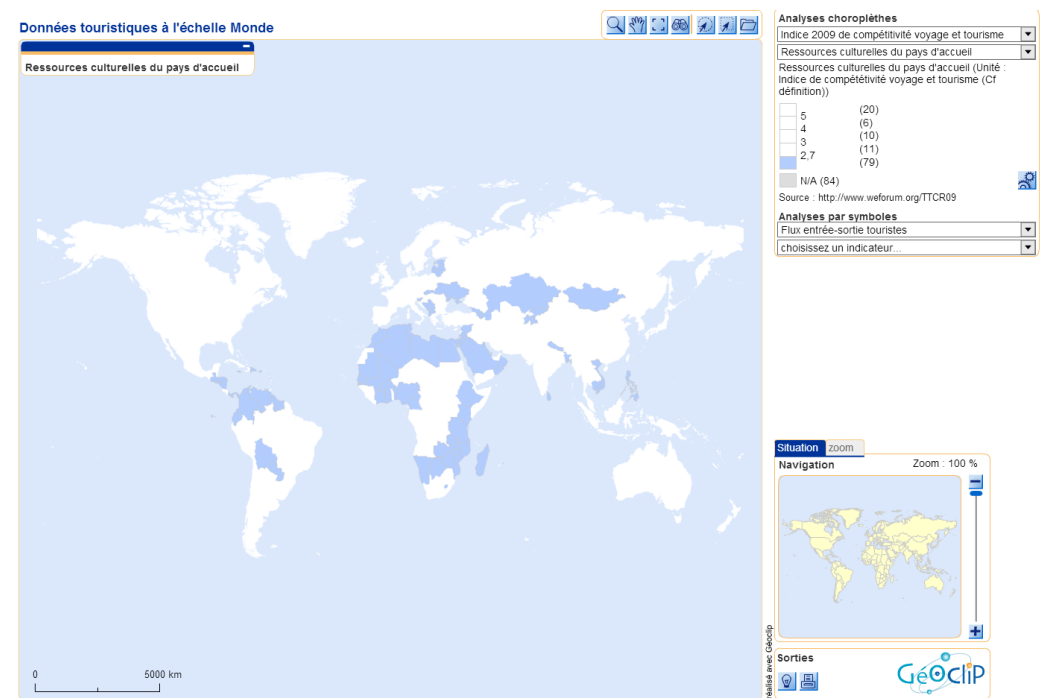 Données touristiques à l'échelle Monde
Ressources culturelles du pays d'accueil
0
5000 km
Analyses choroplèthes
Indice 2009 de compétitivité voyage et tourisme
Ressources culturelles du pays d'accueil
Ressources culturelles du pays d'accueil (Unité :
Indice de compététivité voyage et tourisme (Cf
définition))
(20)
5
(6)
4
(10)
3
(11)
2,7
(79)
N/A (84)
Source : http://www.weforum.org/TTCR09
Analyses par symboles
Flux entrée-sortie touristes
choisissez un indicateur...
Situation zoom
Navigation Zoom : 100 %
réalisé avec Géoclip
Sorties
GéOclip